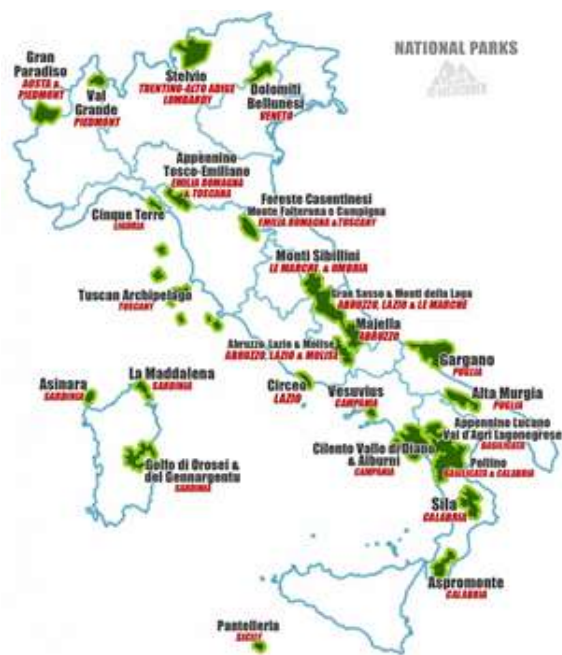 NATIONAL PARKS
Gran
Paradiso
AOSTA &
PIEDMONT
Val
Grande
PIEDMONT
Stelvio
TRENTINO-ALTO ADIGE
LOMBARDY
Dolomiti
Bellunesi
VENETO
Appennino
Tosco-Emiliano
EMILIA ROMAGNA
& TOSCANA
Cinque Terre
LIGURIA
Foreste Casentinesi
Monte Falterona e Campigna
EMILIA ROMAGNA & TUSCANY
Monti Sibillini
LE MARCHE & UMBRIA
Gran Sasso & Monti della Laga
ABRUZZO, LAZIO & LE MARCHE
Tuscan Archipelago
TUSCANY
Majella
ABRUZZO
Abruzzo, Lazio & Molise
ABRUZZO, LAZIO & MOLISE
Gargano
PUGLIA
Asinara
SARDINIA
La Maddalena
SARDINIA
Circeo
LAZIO
Vesuvius
CAMPANIA
Alta Murgia
PUGLIA
Appennino Lucano
Val d'Agri Lagonegrese
BASILICATA
Cilento Vallo di Diano
& Alburni
CAMPANIA
Pollino
BASILICATA & CALABRIA
Golfo di Orosei &
del Gennargentu
SARDINIA
Sila
CALABRIA
Aspromonte
CALABRIA
Pantelleria
SICILY